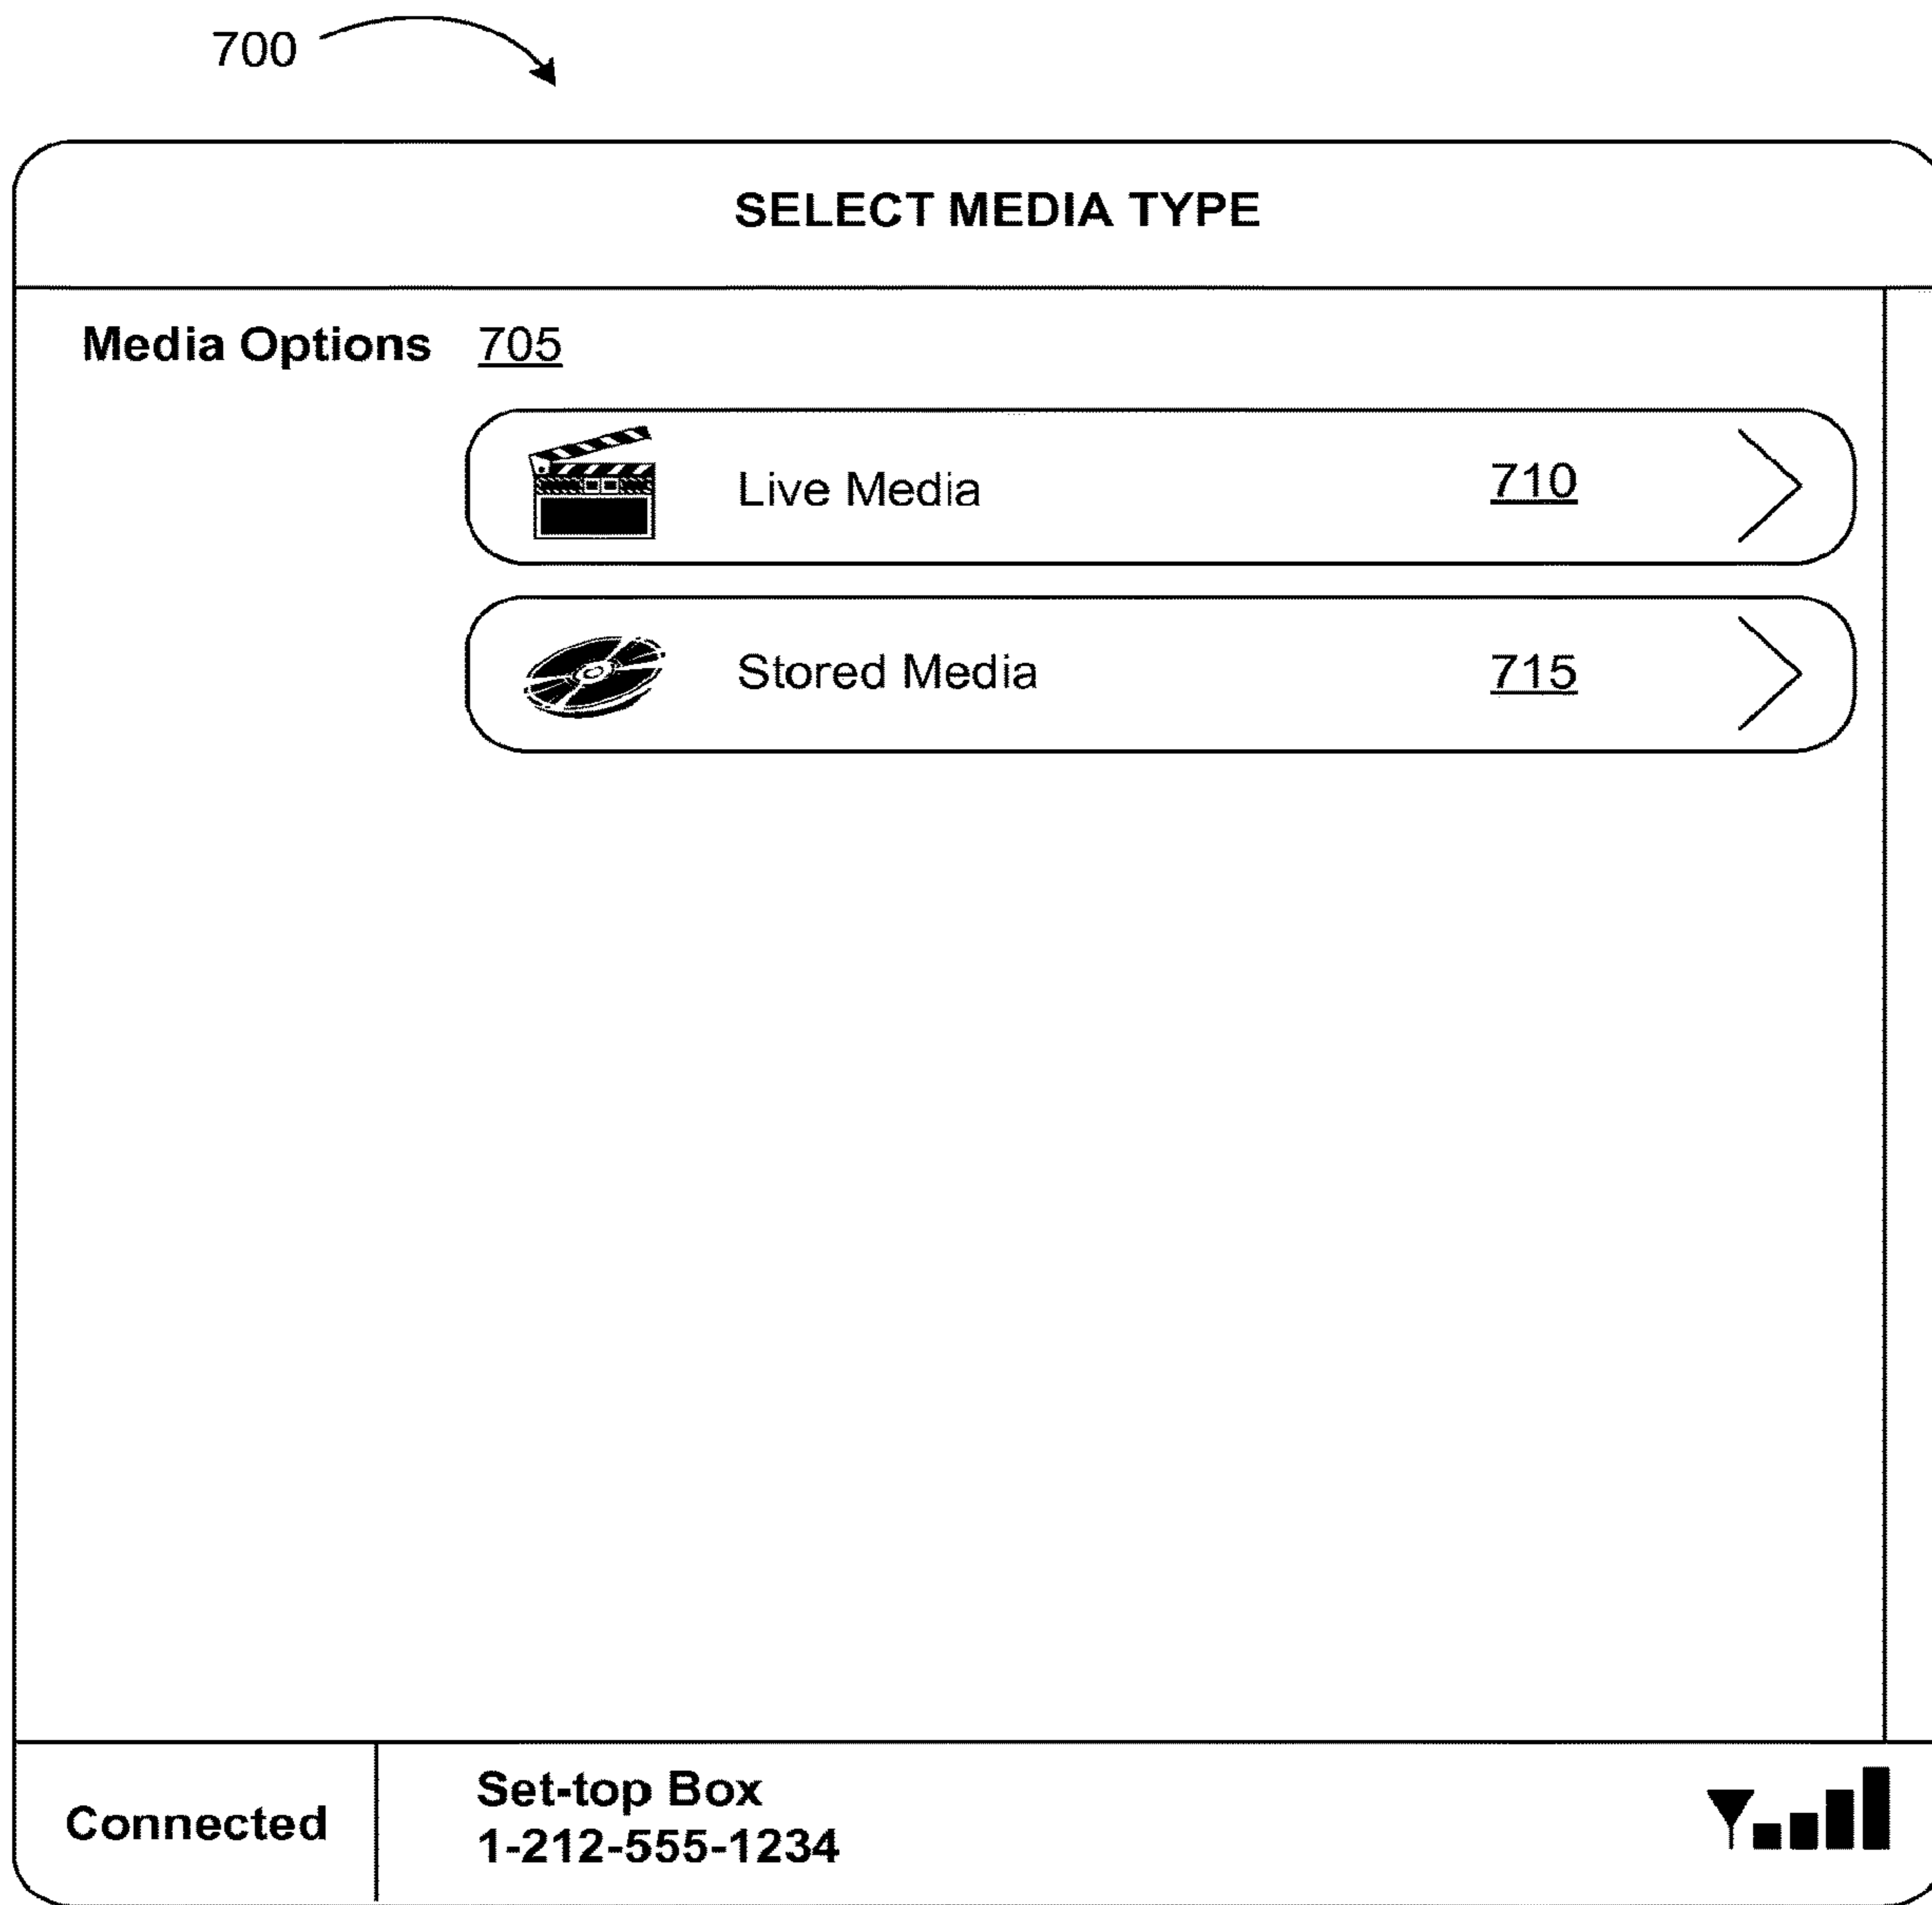 700
SELECT MEDIA TYPE
Media Options 705
Live Media 710
Stored Media 715
Connected
Set-top Box
1-212-555-1234